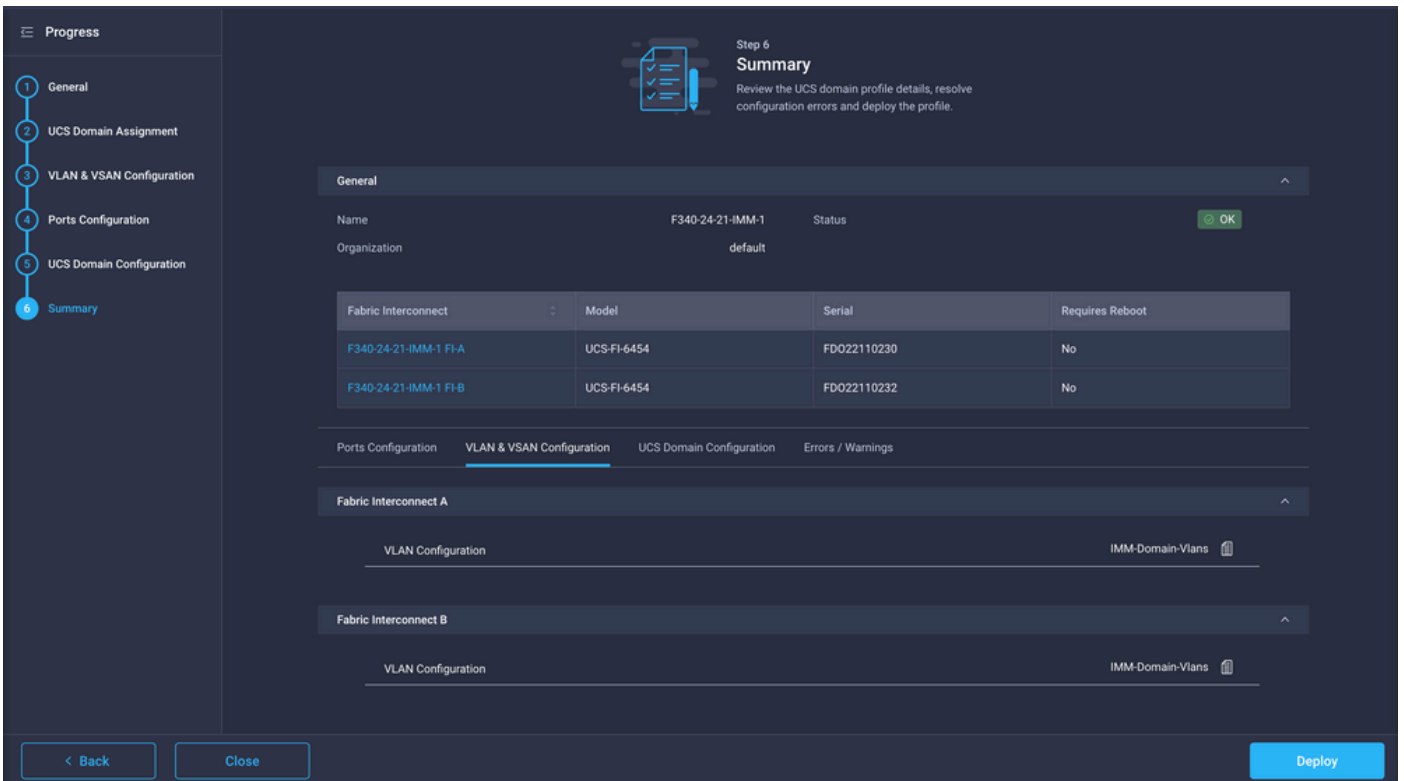 Progress
1 General
2 UCS Domain Assignment
3 VLAN & VSAN Configuration
4 Ports Configuration
5 UCS Domain Configuration
6 Summary
Step 6
Summary
Review the UCS domain profile details, resolve
configuration errors and deploy the profile.
General
Name F340-24-21-IMM-1 Status OK
Organization default
Fabric Interconnect Model Serial Requires Reboot
F340-24-21-IMM-1 FI-A UCS-FI-6454 FDO22110230 No
F340-24-21-IMM-1 FI-B UCS-FI-6454 FDO22110232 No
Ports Configuration VLAN & VSAN Configuration UCS Domain Configuration Errors / Warnings
Fabric Interconnect A
VLAN Configuration IMM-Domain-Vlans
Fabric Interconnect B
VLAN Configuration IMM-Domain-Vlans
< Back Close Deploy